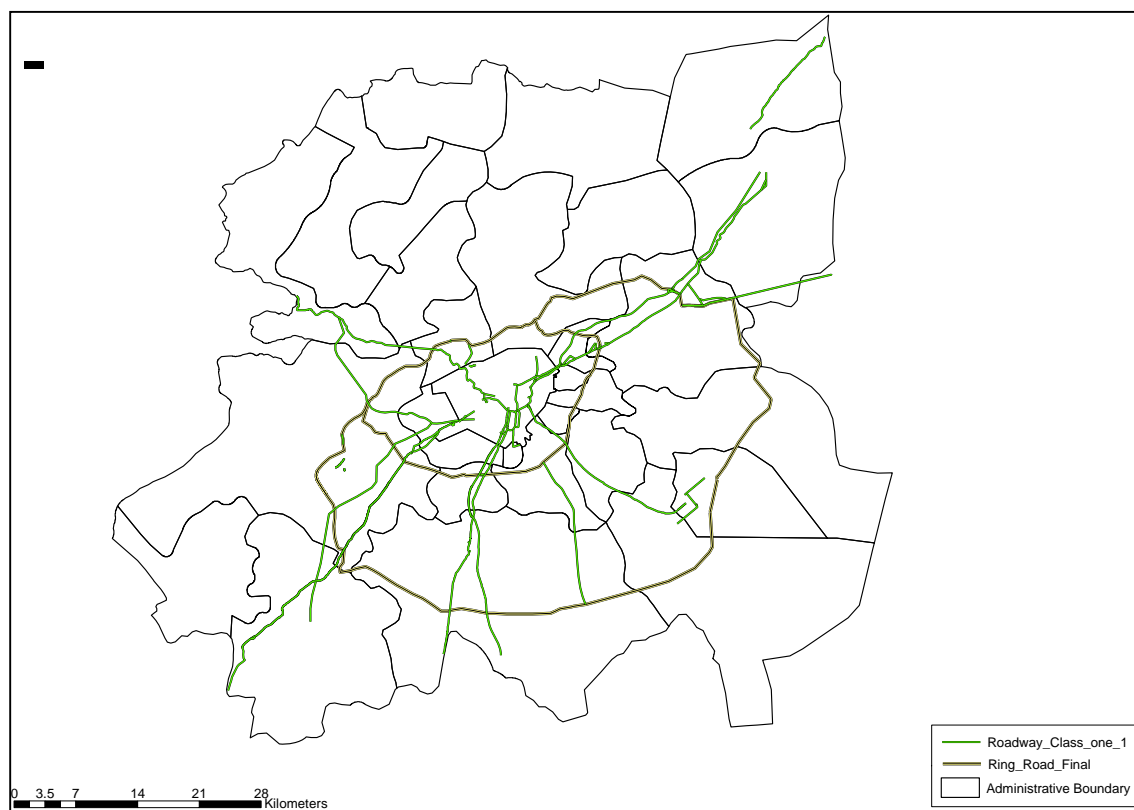 Roadway_Class_one_1
Ring_Road_Final
Administrative Boundary
0 3.5 7 14 21 28
Kilometers